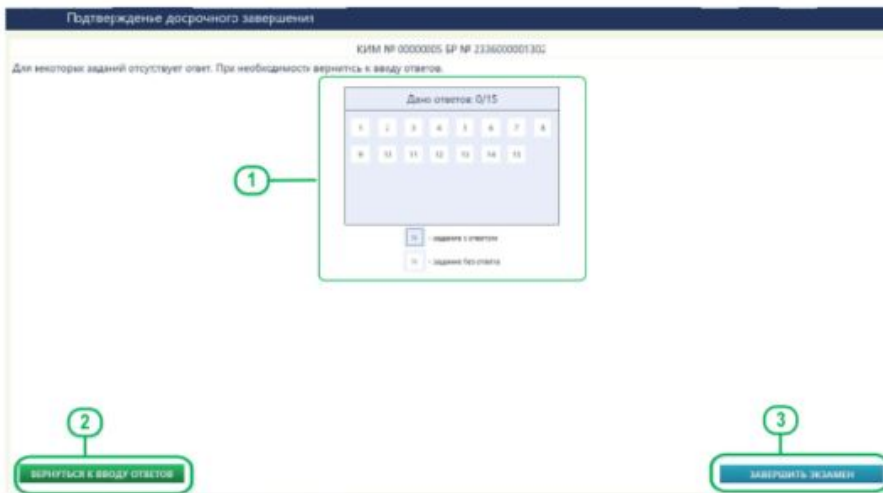 Подтверждение досрочного завершения
КИМ № 00000005 БР № 2336000001302
Для некоторых заданий отсутствует ответ. При необходимости вернитесь к вводу ответов.
Дано ответов: 0/15
1 2 3 4 5 6 7 8
9 10 11 12 13 14 15
1
N - задание с ответом
N - задание без ответа
2
3
ВЕРНУТЬСЯ К ВВОДУ ОТВЕТОВ
ЗАВЕРШИТЬ ЭКЗАМЕН